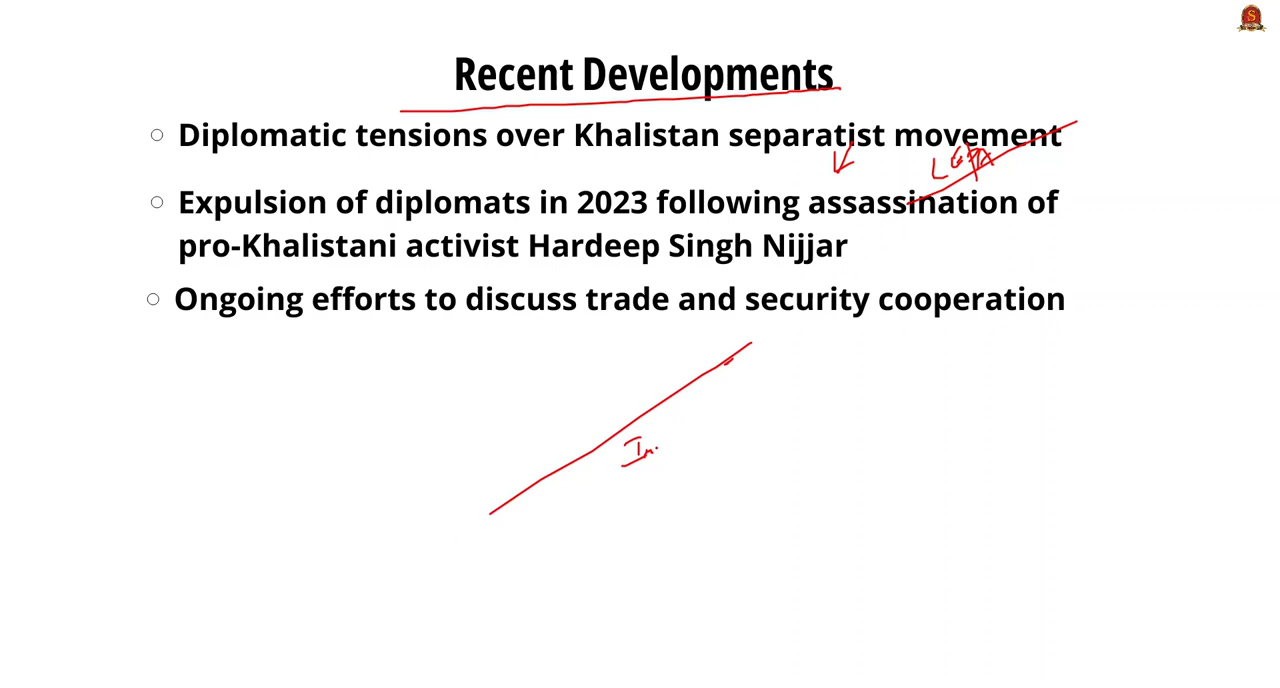 Recent Developments
Diplomatic tensions over Khalistan separatist movement
Expulsion of diplomats in 2023 following assassination of
pro-Khalistani activist Hardeep Singh Nijjar
Ongoing efforts to discuss trade and security cooperation